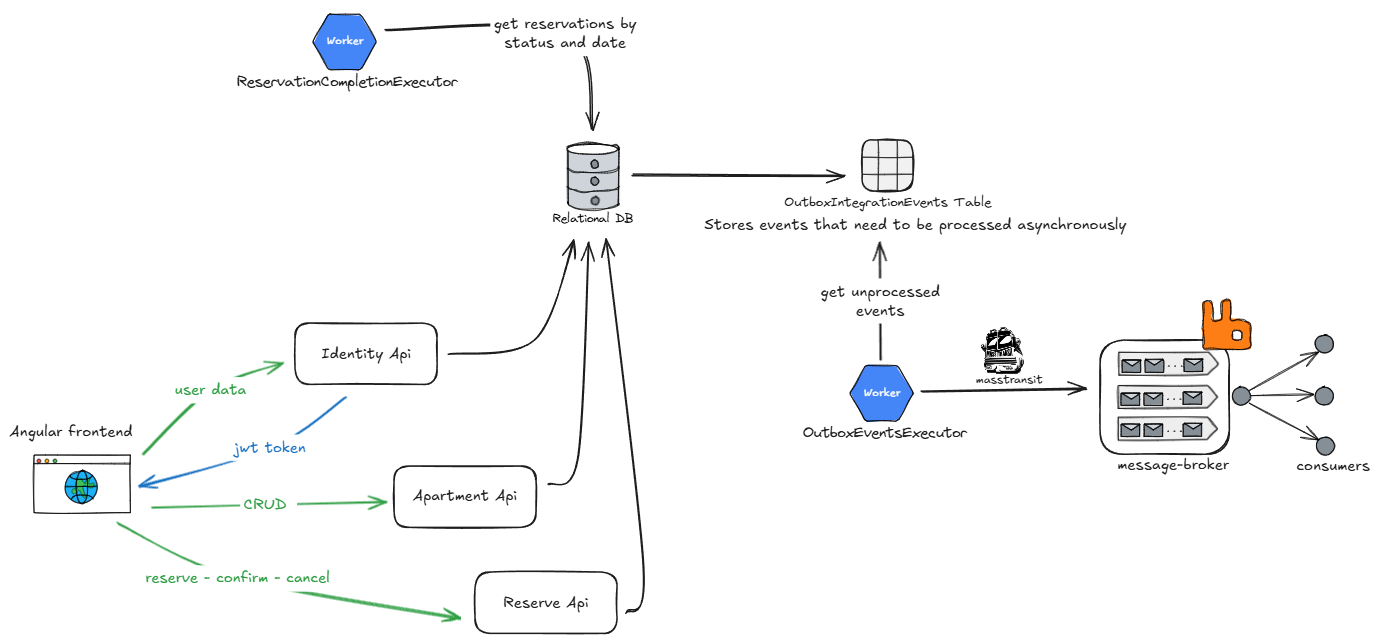 Worker
get reservations by
status and date
ReservationCompletionExecutor
Relational DB
OutboxIntegrationEvents Table
Stores events that need to be processed asynchronously
get unprocessed
events
masstransit
Worker
OutboxEventsExecutor
message-broker
consumers
Identity Api
user data
Angular frontend
jwt token
CRUD
Apartment Api
reserve - confirm - cancel
Reserve Api